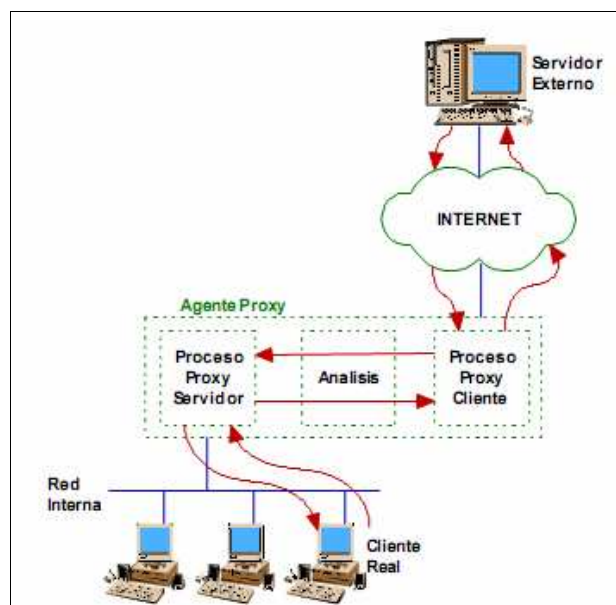 Servidor
Externo
INTERNET
Agente Proxy
Proceso
Proxy
Servidor
Analisis
Proceso
Proxy
Cliente
Red
Interna
Cliente
Real